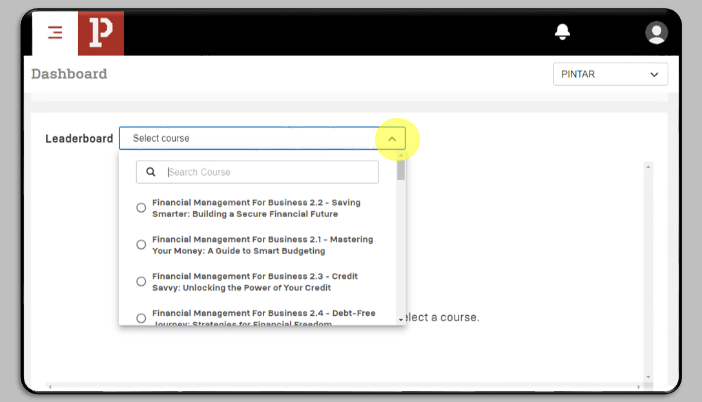 P
Dashboard
PINTAR
Leaderboard
Select course
Search Course
Financial Management For Business 2.2 - Saving
Smarter: Building a Secure Financial Future
Financial Management For Business 2.1 - Mastering
Your Money: A Guide to Smart Budgeting
Financial Management For Business 2.3 - Credit
Savvy: Unlocking the Power of Your Credit
Financial Management For Business 2.4 - Debt-Free
Journey: Strategies for Financial Freedom
elect a course.